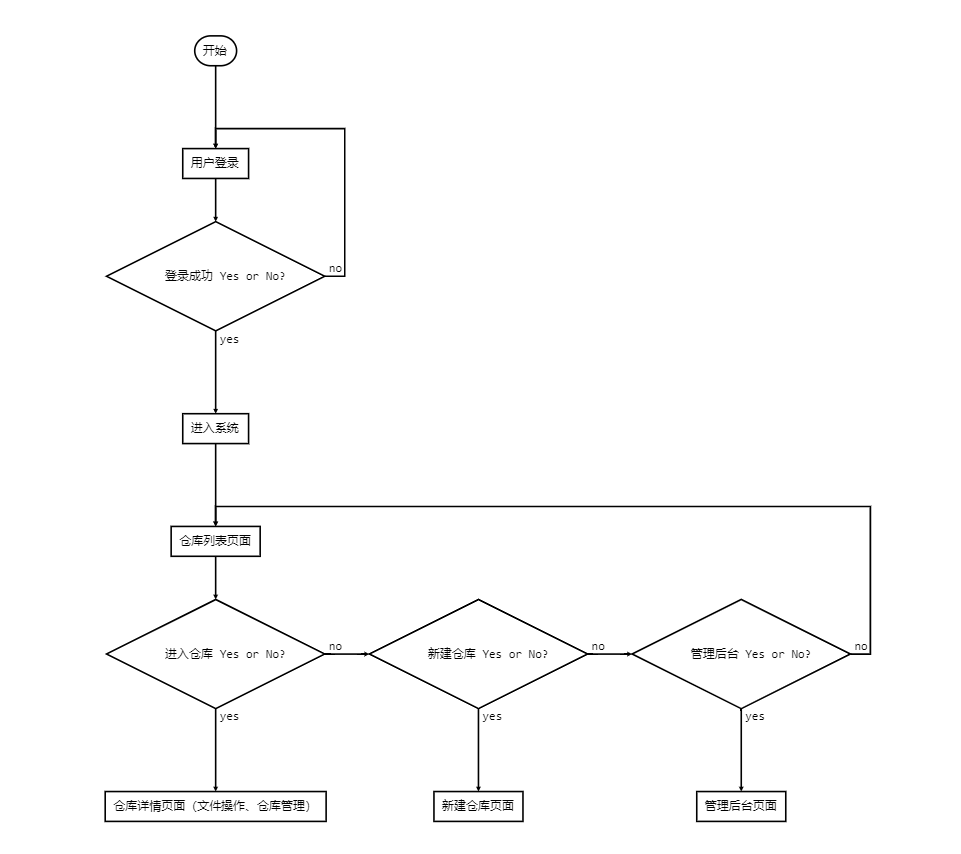 开始
用户登录
登录成功 Yes or No?
no
yes
进入系统
仓库列表页面
进入仓库 Yes or No?
no
新建仓库 Yes or No?
no
管理后台 Yes or No?
no
yes
yes
yes
仓库详情页面（文件操作、仓库管理）
新建仓库页面
管理后台页面